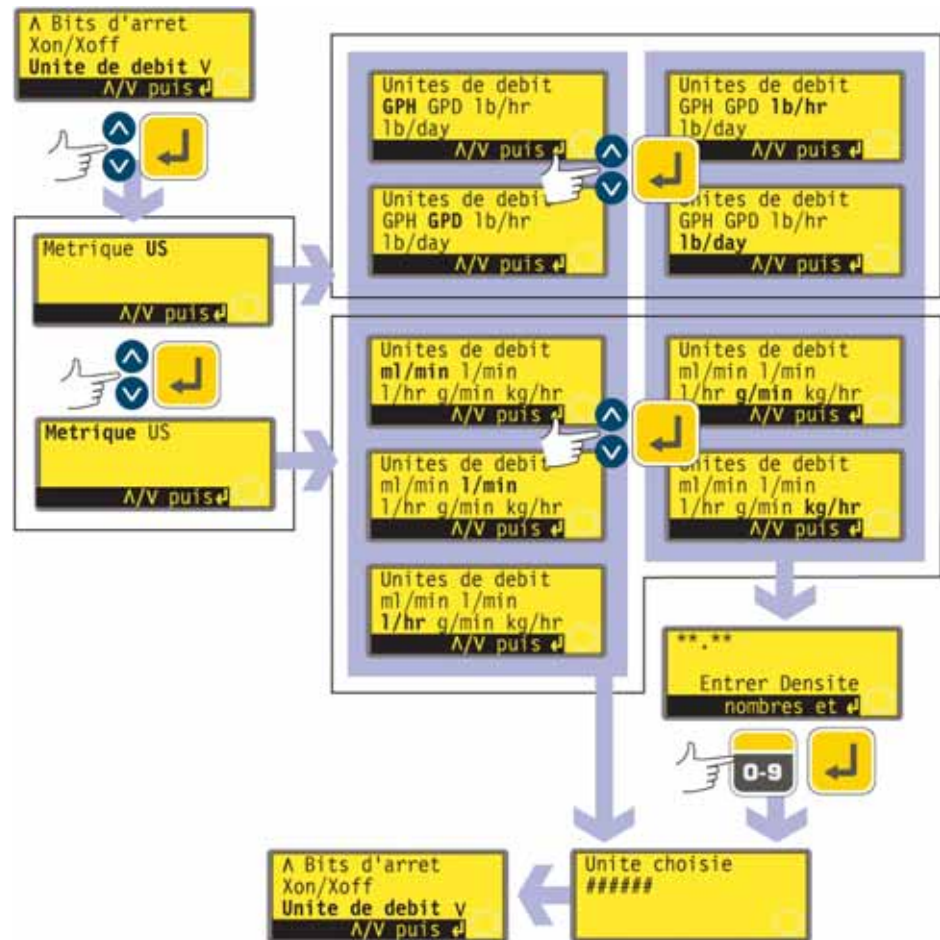 Λ Bits d'arret
Xon/Xoff
Unite de debit V
Λ/V puis ↵
Metrique US
Λ/V puis ↵
Metrique US
Λ/V puis ↵
Unites de debit
GPH GPD lb/hr
lb/day
Λ/V puis ↵
Unites de debit
GPH GPD lb/hr
lb/day
Λ/V puis ↵
Unites de debit
GPH GPD lb/hr
lb/day
Λ/V puis ↵
Unites de debit
GPH GPD lb/hr
lb/day
Λ/V puis ↵
Unites de debit
ml/min l/min
l/hr g/min kg/hr
Λ/V puis ↵
Unites de debit
ml/min l/min
l/hr g/min kg/hr
Λ/V puis ↵
Unites de debit
ml/min l/min
l/hr g/min kg/hr
Λ/V puis ↵
Unites de debit
ml/min l/min
l/hr g/min kg/hr
Λ/V puis ↵
Unites de debit
ml/min l/min
l/hr g/min kg/hr
Λ/V puis ↵
**.**
Entrer Densite
nombres et ↵
0-9
Unite choisie
######
Λ Bits d'arret
Xon/Xoff
Unite de debit V
Λ/V puis ↵